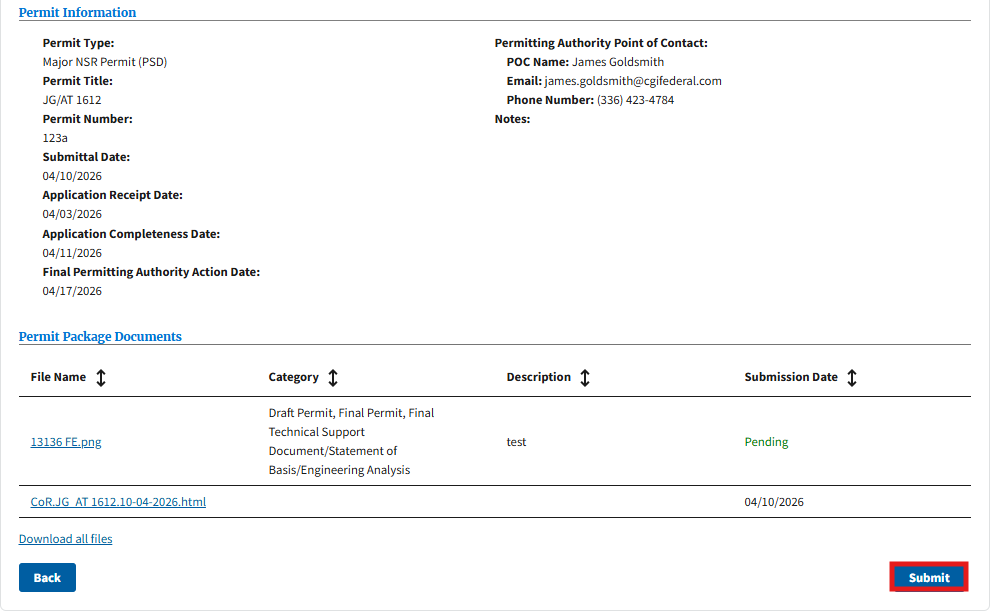 Permit Information
Permit Type:
Major NSR Permit (PSD)
Permit Title:
JG/AT 1612
Permit Number:
123a
Submittal Date:
04/10/2026
Application Receipt Date:
04/03/2026
Application Completeness Date:
04/11/2026
Final Permitting Authority Action Date:
04/17/2026
Permitting Authority Point of Contact:
POC Name: James Goldsmith
Email: james.goldsmith@cgifederal.com
Phone Number: (336) 423-4784
Notes:
Permit Package Documents
File Name Category Description Submission Date
13136 FE.png
Draft Permit, Final Permit, Final
Technical Support
Document/Statement of
Basis/Engineering Analysis
test
Pending
CoR.JG_AT 1612.10-04-2026.html 04/10/2026
Download all files
Back Submit